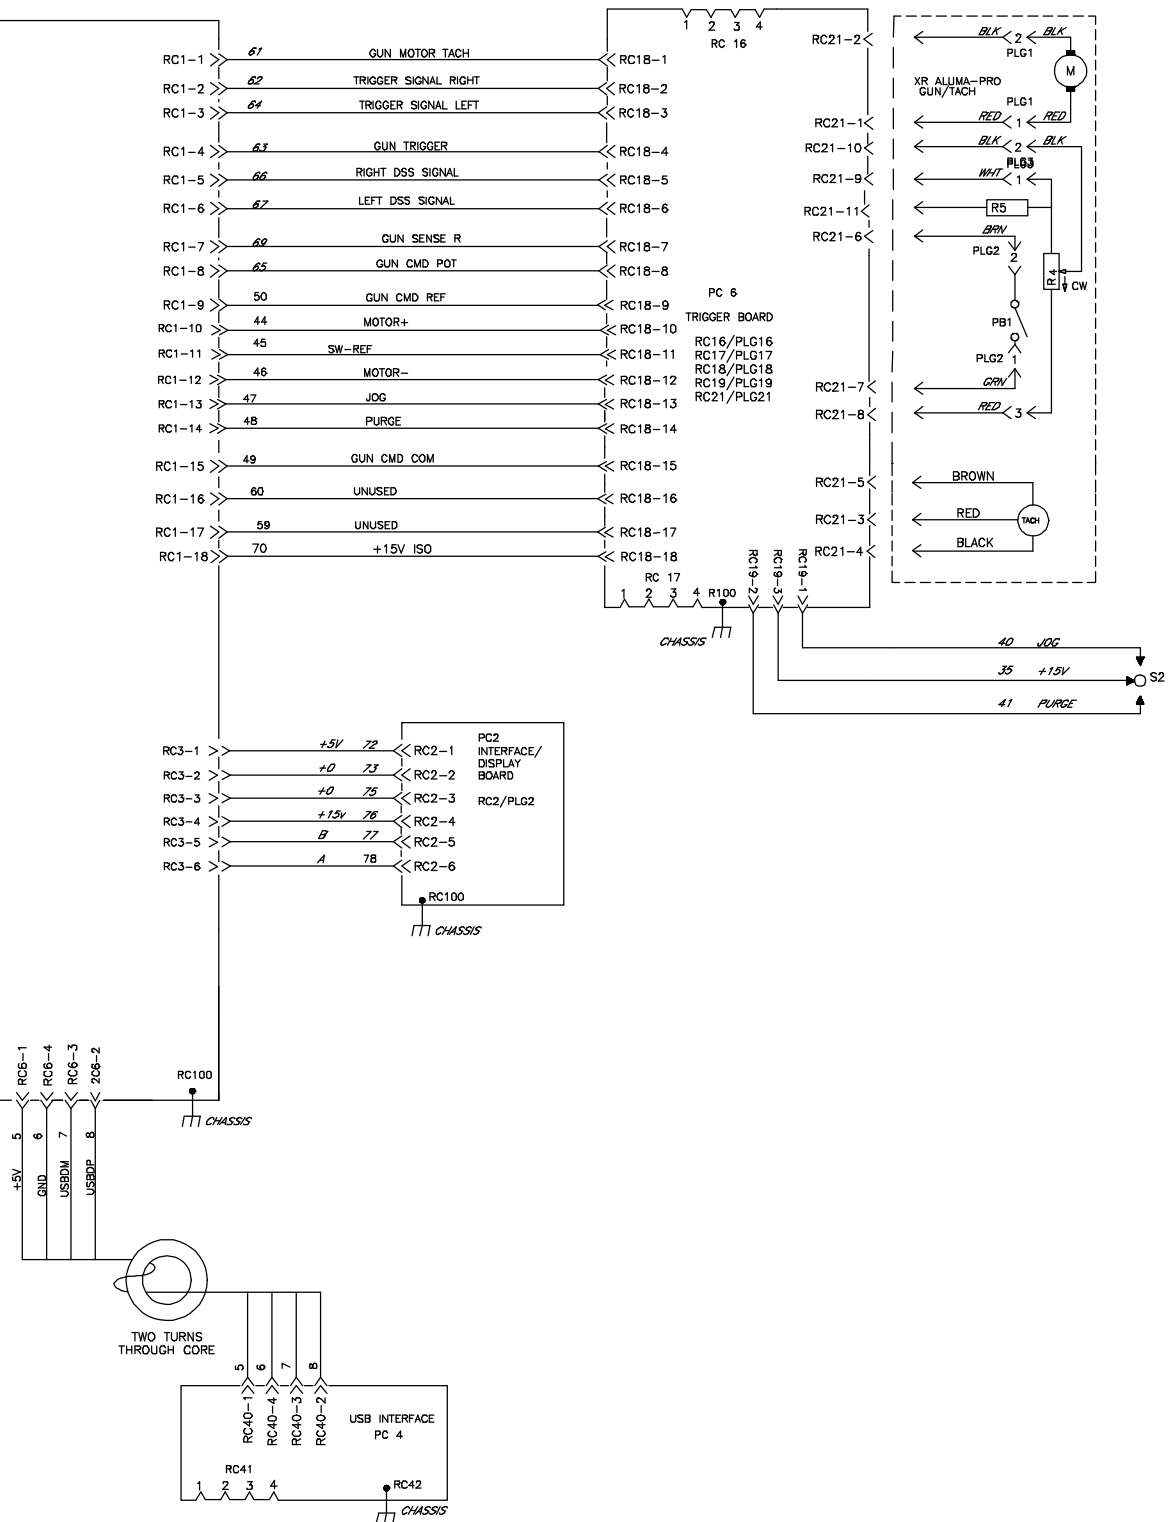 1 2 3 4
RC 16
RC1-1 61 GUN MOTOR TACH RC18-1
RC1-2 62 TRIGGER SIGNAL RIGHT RC18-2
RC1-3 64 TRIGGER SIGNAL LEFT RC18-3
RC1-4 63 GUN TRIGGER RC18-4
RC1-5 66 RIGHT DSS SIGNAL RC18-5
RC1-6 67 LEFT DSS SIGNAL RC18-6
RC1-7 69 GUN SENSE R RC18-7
RC1-8 65 GUN CMD POT RC18-8
RC1-9 50 GUN CMD REF RC18-9
RC1-10 44 MOTOR+ RC18-10
RC1-11 45 SW-REF RC18-11
RC1-12 46 MOTOR- RC18-12
RC1-13 47 JOG RC18-13
RC1-14 48 PURGE RC18-14
RC1-15 49 GUN CMD COM RC18-15
RC1-16 60 UNUSED RC18-16
RC1-17 59 UNUSED RC18-17
RC1-18 70 +15V ISO RC18-18
PC 6
TRIGGER BOARD
RC16/PLG16
RC17/PLG17
RC18/PLG18
RC19/PLG19
RC21/PLG21
RC 17
1 2 3 4
R100
CHASSIS
RC19-2
RC19-3
RC19-1
RC21-2 BLK 2 BLK
PLG1
M
XR ALUMA-PRO
GUN/TACH
PLG1
RC21-1 RED 1 RED
RC21-10 BLK 2 BLK
PLG3
RC21-9 WHT 1
RC21-11 R5
RC21-6 BRN
PLG2 2
R4
CW
PB1
PLG2 1
RC21-7 GRN
RC21-8 RED 3
RC21-5 BROWN
RC21-3 RED TACH
RC21-4 BLACK
40 JOG
35 +15V S2
41 PURGE
RC3-1 +5V 72 RC2-1
RC3-2 +0 73 RC2-2
RC3-3 +0 75 RC2-3
RC3-4 +15v 76 RC2-4
RC3-5 B 77 RC2-5
RC3-6 A 78 RC2-6
PC2
INTERFACE/
DISPLAY
BOARD
RC2/PLG2
RC100
CHASSIS
RC6-1
RC6-4
RC6-3
2C6-2
RC100
CHASSIS
5
6
7
8
+5V
GND
USBDM
USBDP
TWO TURNS
THROUGH CORE
5
6
7
8
RC40-1
RC40-4
RC40-3
RC40-2
USB INTERFACE
PC 4
RC41
1 2 3 4
RC42
CHASSIS